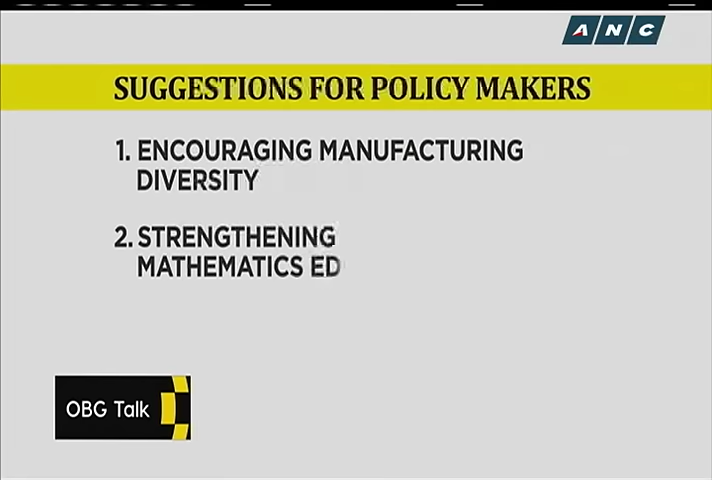 ANC
SUGGESTIONS FOR POLICY MAKERS
1. ENCOURAGING MANUFACTURING
DIVERSITY
2. STRENGTHENING
MATHEMATICS ED
OBG Talk